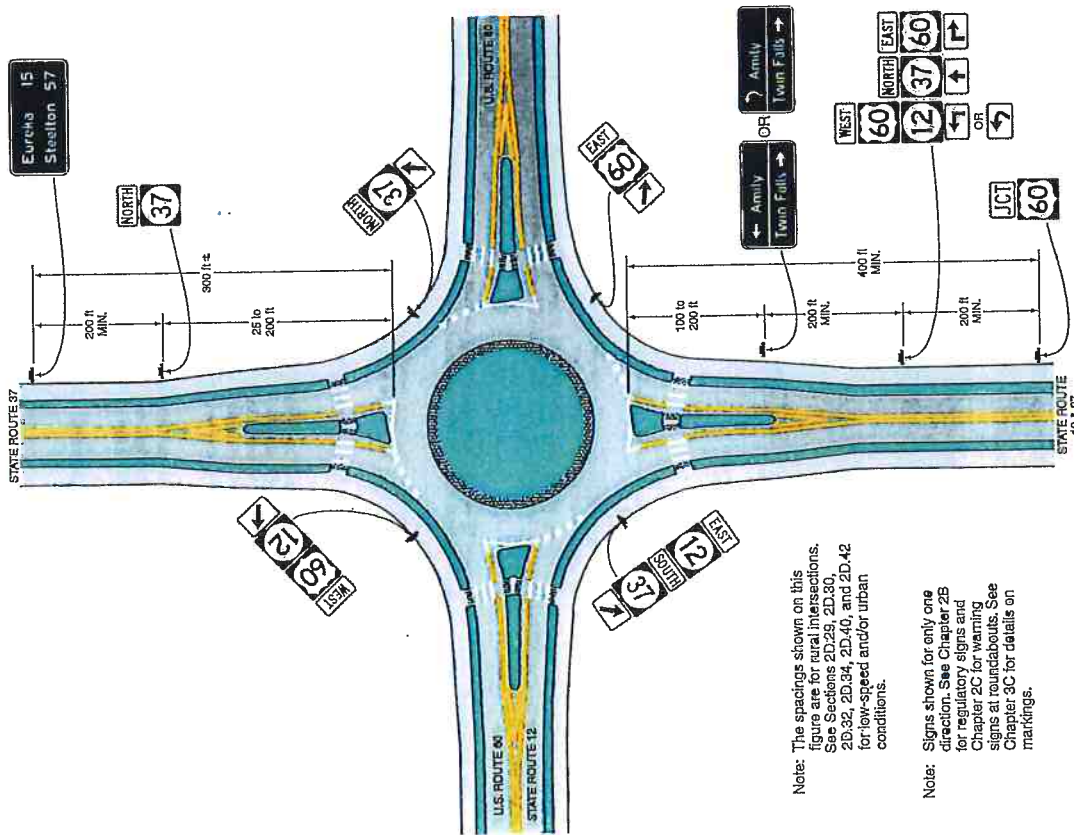 Eureka 15
Steelton 57
STATE ROUTE 37
NORTH
37
300 ft ±
200 ft
MIN.
25 to
200 ft
NORTH
37
WEST
60
12
U.S. ROUTE 60
EAST
60
U.S. ROUTE 60
STATE ROUTE 12
37
SOUTH
12
EAST
400 ft
MIN.
100 to
200 ft
200 ft
MIN.
200 ft
MIN.
← Amity
Twin Falls →
OR
Amity
Twin Falls →
WEST
60
12
OR
NORTH
37
EAST
60
JCT
60
STATE ROUTE
Note: The spacings shown on this
figure are for rural intersections.
See Sections 2D.29, 2D.30,
2D.32, 2D.34, 2D.40, and 2D.42
for low-speed and/or urban
conditions.
Note: Signs shown for only one
direction. See Chapter 2B
for regulatory signs and
Chapter 2C for warning
signs at roundabouts. See
Chapter 3C for details on
markings.